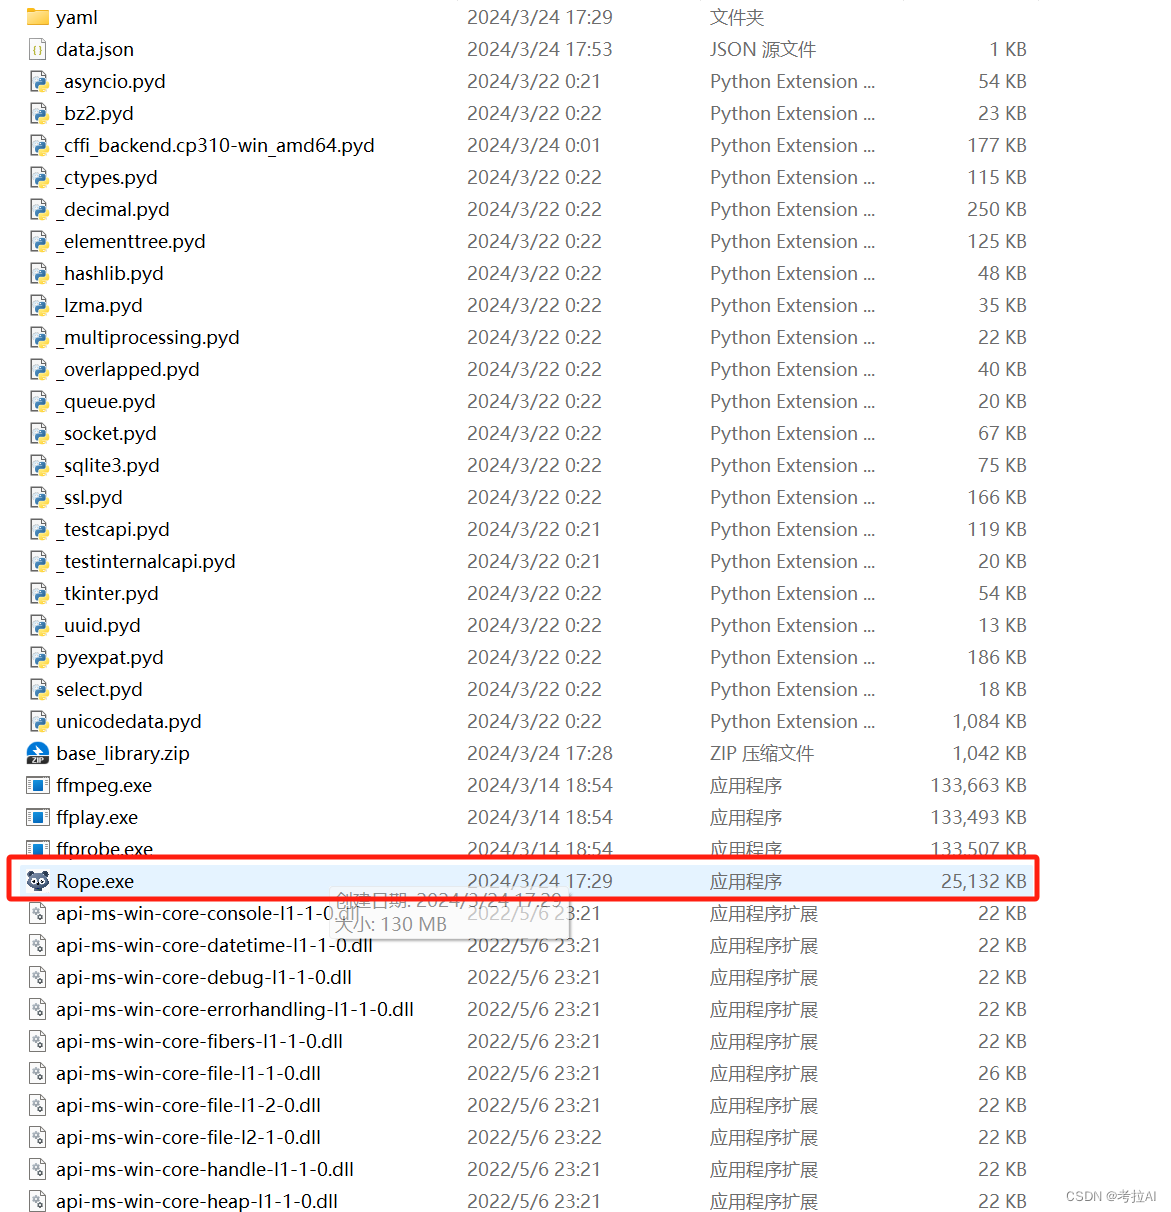 yaml 2024/3/24 17:29 文件夹
data.json 2024/3/24 17:53 JSON 源文件 1 KB
_asyncio.pyd 2024/3/22 0:21 Python Extension ... 54 KB
_bz2.pyd 2024/3/22 0:22 Python Extension ... 23 KB
_cffi_backend.cp310-win_amd64.pyd 2024/3/24 0:01 Python Extension ... 177 KB
_ctypes.pyd 2024/3/22 0:22 Python Extension ... 115 KB
_decimal.pyd 2024/3/22 0:22 Python Extension ... 250 KB
_elementtree.pyd 2024/3/22 0:22 Python Extension ... 125 KB
_hashlib.pyd 2024/3/22 0:22 Python Extension ... 48 KB
_lzma.pyd 2024/3/22 0:22 Python Extension ... 35 KB
_multiprocessing.pyd 2024/3/22 0:22 Python Extension ... 22 KB
_overlapped.pyd 2024/3/22 0:22 Python Extension ... 40 KB
_queue.pyd 2024/3/22 0:22 Python Extension ... 20 KB
_socket.pyd 2024/3/22 0:22 Python Extension ... 67 KB
_sqlite3.pyd 2024/3/22 0:22 Python Extension ... 75 KB
_ssl.pyd 2024/3/22 0:22 Python Extension ... 166 KB
_testcapi.pyd 2024/3/22 0:21 Python Extension ... 119 KB
_testinternalcapi.pyd 2024/3/22 0:21 Python Extension ... 20 KB
_tkinter.pyd 2024/3/22 0:22 Python Extension ... 54 KB
_uuid.pyd 2024/3/22 0:22 Python Extension ... 13 KB
pyexpat.pyd 2024/3/22 0:22 Python Extension ... 186 KB
select.pyd 2024/3/22 0:22 Python Extension ... 18 KB
unicodedata.pyd 2024/3/22 0:22 Python Extension ... 1,084 KB
base_library.zip 2024/3/24 17:28 ZIP 压缩文件 1,042 KB
ffmpeg.exe 2024/3/14 18:54 应用程序 133,663 KB
ffplay.exe 2024/3/14 18:54 应用程序 133,493 KB
ffprobe.exe 2024/3/14 18:54 应用程序 133,507 KB
Rope.exe 2024/3/24 17:29 应用程序 25,132 KB
创建日期: 2024/3/24 17:29
api-ms-win-core-console-l1-1-0.dll 2022/5/6 23:21 应用程序扩展 22 KB
大小: 130 MB
api-ms-win-core-datetime-l1-1-0.dll 2022/5/6 23:21 应用程序扩展 22 KB
api-ms-win-core-debug-l1-1-0.dll 2022/5/6 23:21 应用程序扩展 22 KB
api-ms-win-core-errorhandling-l1-1-0.dll 2022/5/6 23:21 应用程序扩展 22 KB
api-ms-win-core-fibers-l1-1-0.dll 2022/5/6 23:21 应用程序扩展 22 KB
api-ms-win-core-file-l1-1-0.dll 2022/5/6 23:21 应用程序扩展 26 KB
api-ms-win-core-file-l1-2-0.dll 2022/5/6 23:21 应用程序扩展 22 KB
api-ms-win-core-file-l2-1-0.dll 2022/5/6 23:22 应用程序扩展 22 KB
api-ms-win-core-handle-l1-1-0.dll 2022/5/6 23:21 应用程序扩展 22 KB
api-ms-win-core-heap-l1-1-0.dll 2022/5/6 23:21 应用程序扩展 22 KB
CSDN @考拉AI